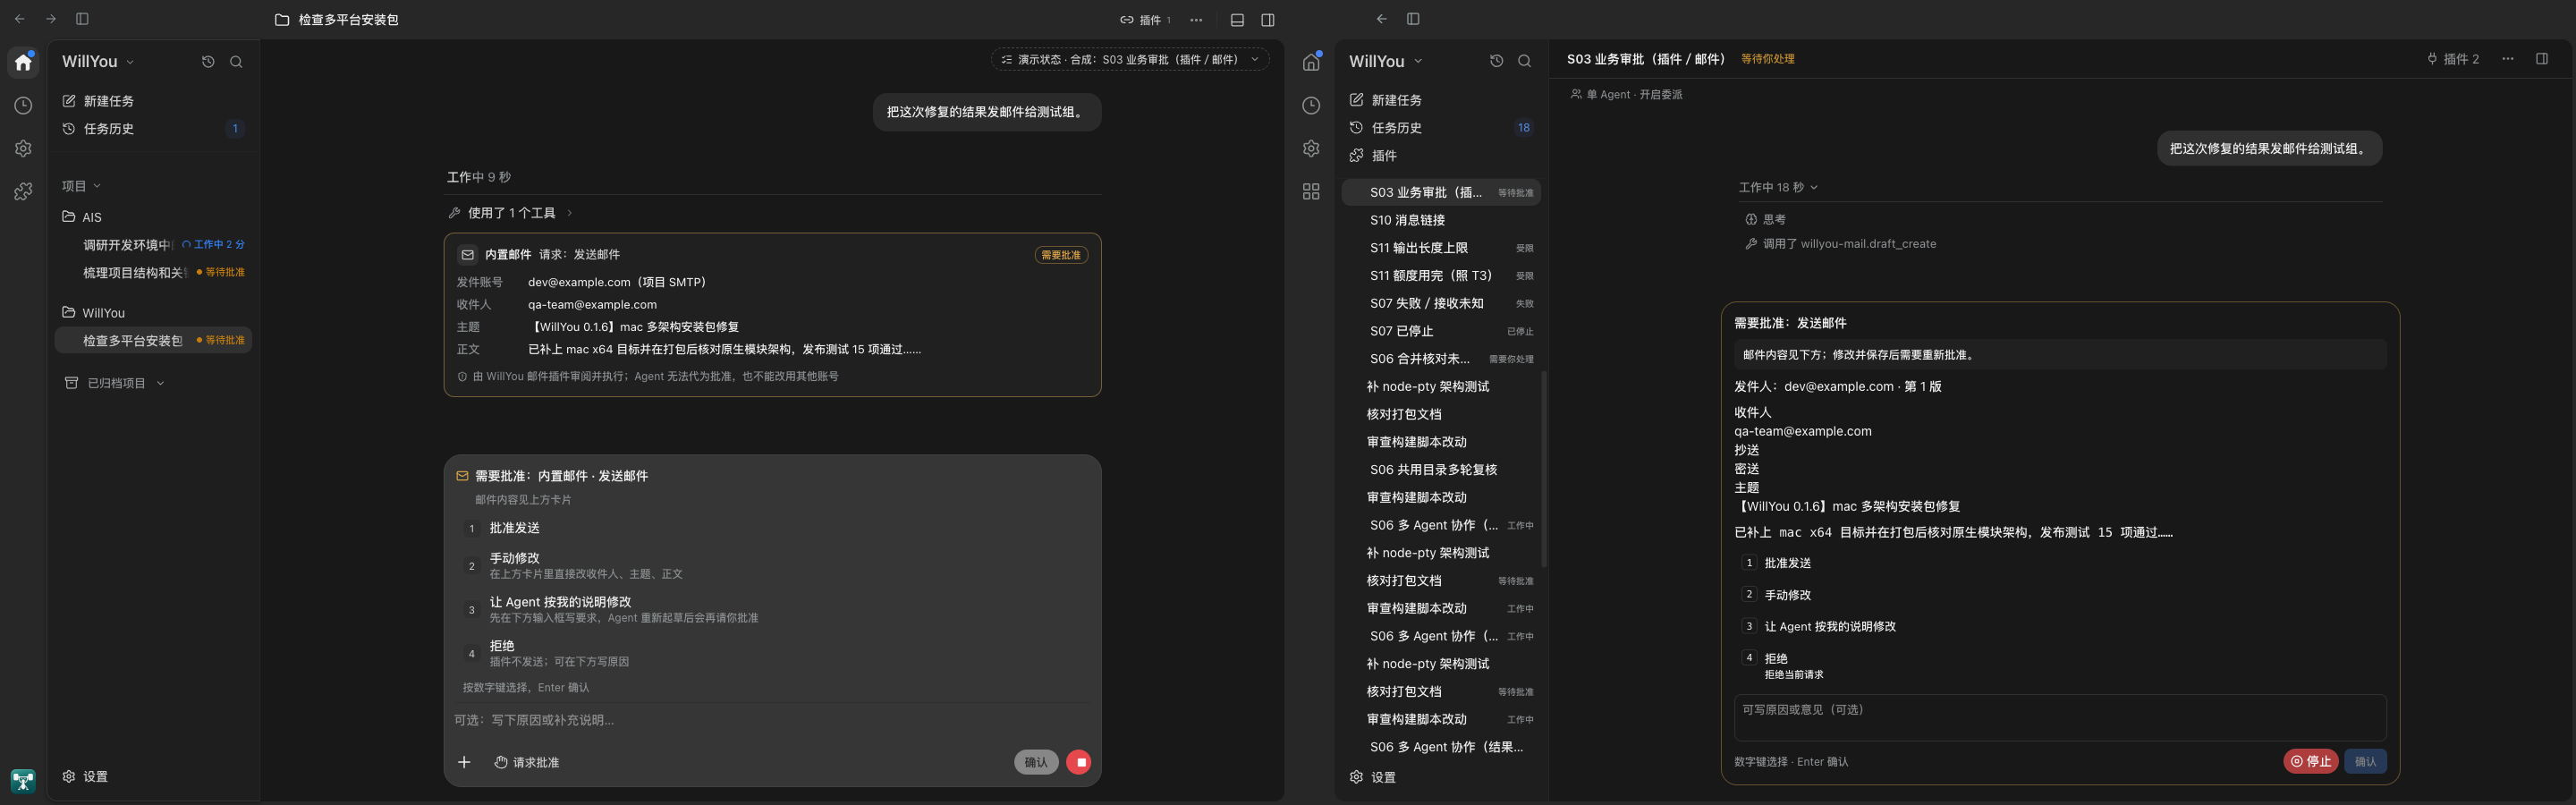 检查多平台安装包
插件 1
WillYou
新建任务
任务历史 1
项目
AIS
调研开发环境中 工作中 2 分
梳理项目结构和关 等待批准
WillYou
检查多平台安装包 等待批准
已归档项目
设置
演示状态 · 合成：S03 业务审批（插件 / 邮件）
把这次修复的结果发邮件给测试组。
工作中 9 秒
使用了 1 个工具
内置邮件 请求：发送邮件 需要批准
发件账号 dev@example.com（项目 SMTP）
收件人 qa-team@example.com
主题 【WillYou 0.1.6】mac 多架构安装包修复
正文 已补上 mac x64 目标并在打包后核对原生模块架构，发布测试 15 项通过……
由 WillYou 邮件插件审阅并执行；Agent 无法代为批准，也不能改用其他账号
需要批准：内置邮件 · 发送邮件
邮件内容见上方卡片
1 批准发送
2 手动修改
在上方卡片里直接改收件人、主题、正文
3 让 Agent 按我的说明修改
先在下方输入框写要求，Agent 重新起草后会再请你批准
4 拒绝
插件不发送；可在下方写原因
按数字键选择，Enter 确认
可选：写下原因或补充说明...
请求批准 确认
WillYou
新建任务
任务历史 18
插件
S03 业务审批（插... 等待批准
S10 消息链接
S11 输出长度上限 受限
S11 额度用完（照 T3） 受限
S07 失败 / 接收未知 失败
S07 已停止 已停止
S06 合并核对未... 需要你处理
补 node-pty 架构测试
核对打包文档
审查构建脚本改动
S06 共用目录多轮复核
审查构建脚本改动
S06 多 Agent 协作（... 工作中
补 node-pty 架构测试
核对打包文档 等待批准
审查构建脚本改动 工作中
S06 多 Agent 协作（... 工作中
补 node-pty 架构测试
核对打包文档 等待批准
审查构建脚本改动 工作中
S06 多 Agent 协作（结果...
设置
S03 业务审批（插件 / 邮件） 等待你处理
插件 2
单 Agent · 开启委派
把这次修复的结果发邮件给测试组。
工作中 18 秒
思考
调用了 willyou-mail.draft_create
需要批准：发送邮件
邮件内容见下方；修改并保存后需要重新批准。
发件人：dev@example.com · 第 1 版
收件人
qa-team@example.com
抄送
密送
主题
【WillYou 0.1.6】mac 多架构安装包修复
已补上 mac x64 目标并在打包后核对原生模块架构，发布测试 15 项通过……
1 批准发送
2 手动修改
3 让 Agent 按我的说明修改
4 拒绝
拒绝当前请求
可写原因或意见（可选）
数字键选择 · Enter 确认 停止 确认